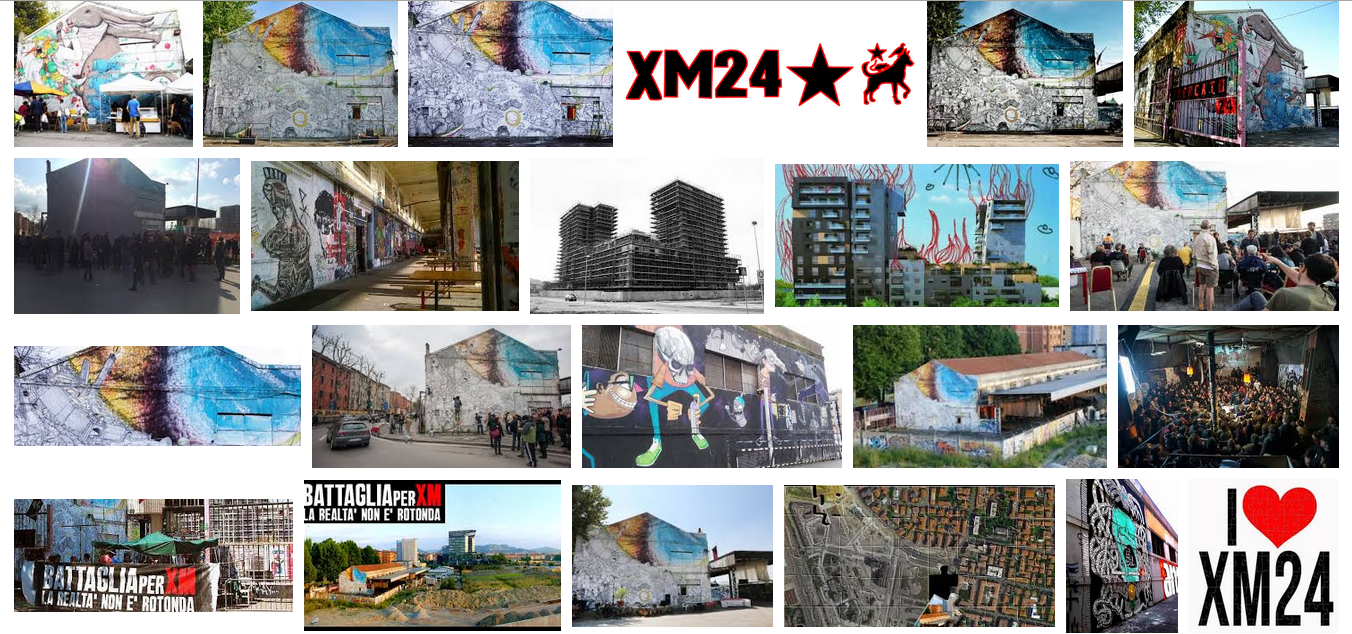 XM24
BATTAGLIA PER XM
LA REALTA' NON E' ROTONDA
BATTAGLIA PER XM
LA REALTA' NON E' ROTONDA
I
XM24